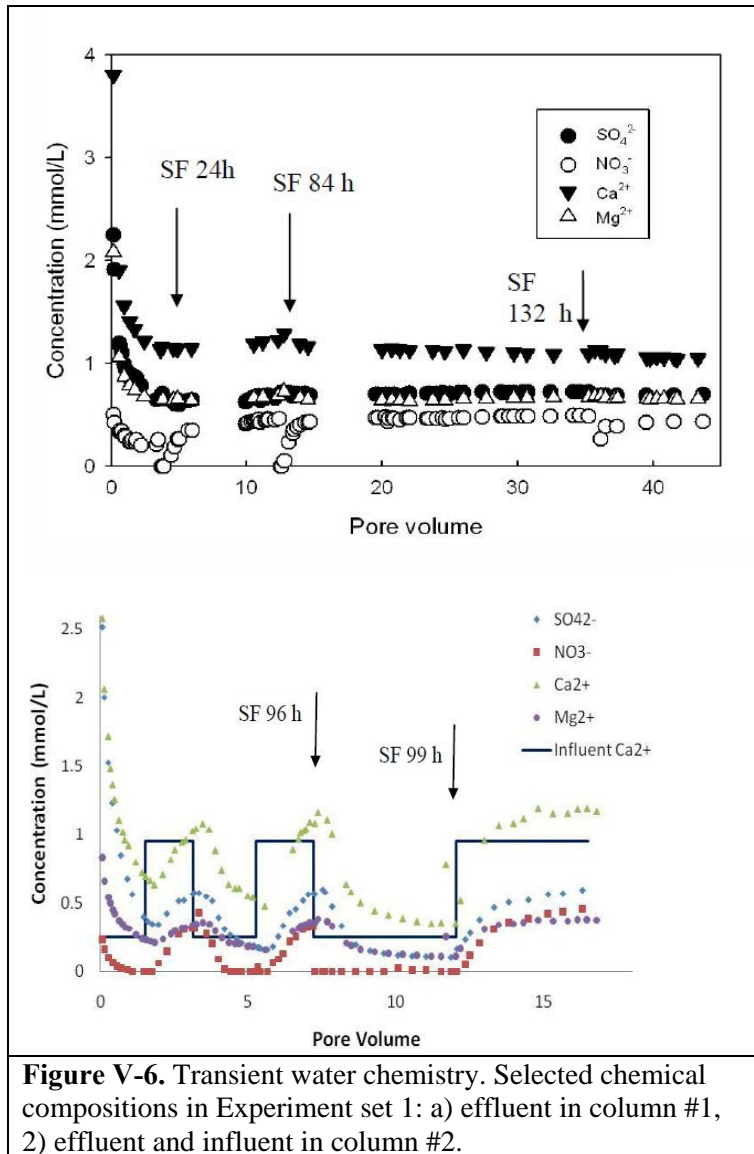 4
3
2
1
0
Concentration (mmol/L)
SF 24h
SF 84 h
SF
132 h
SO₄²⁻
NO₃⁻
Ca²⁺
Mg²⁺
0 10 20 30 40
Pore volume
2.5
2
1.5
1
0.5
0
Concentration (mmol/L)
SF 96 h
SF 99 h
SO42-
NO3-
Ca2+
Mg2+
Influent Ca2+
0 5 10 15
Pore Volume
Figure V-6. Transient water chemistry. Selected chemical
compositions in Experiment set 1: a) effluent in column #1,
2) effluent and influent in column #2.